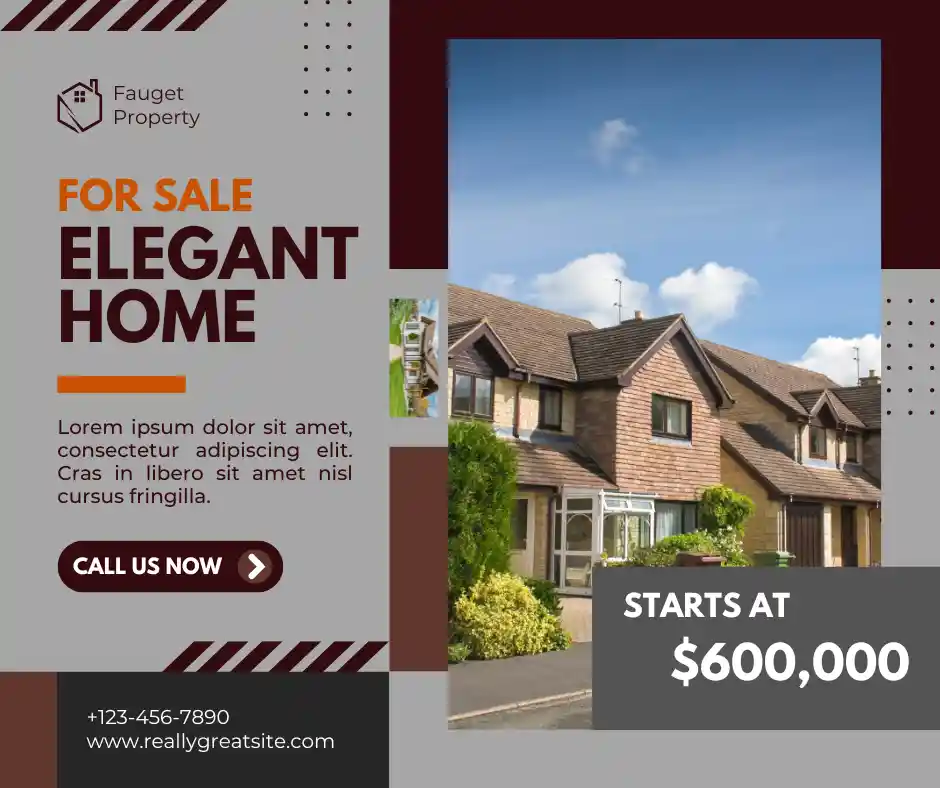 Fauget
Property
FOR SALE
ELEGANT
HOME
Lorem ipsum dolor sit amet,
consectetur adipiscing elit.
Cras in libero sit amet nisl
cursus fringilla.
CALL US NOW
STARTS AT
$600,000
+123-456-7890
www.reallygreatsite.com